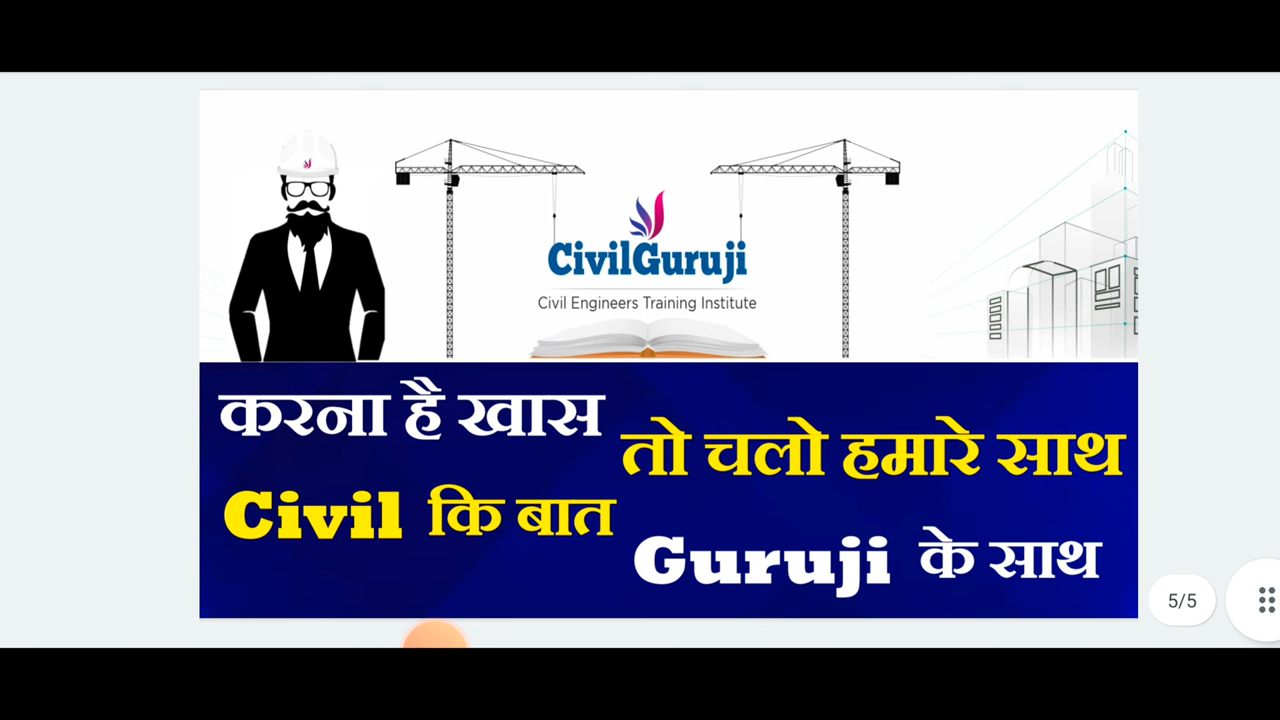 CivilGuruji
Civil Engineers Training Institute
करना है खास
तो चलो हमारे साथ
Civil कि बात
Guruji के साथ
5/5